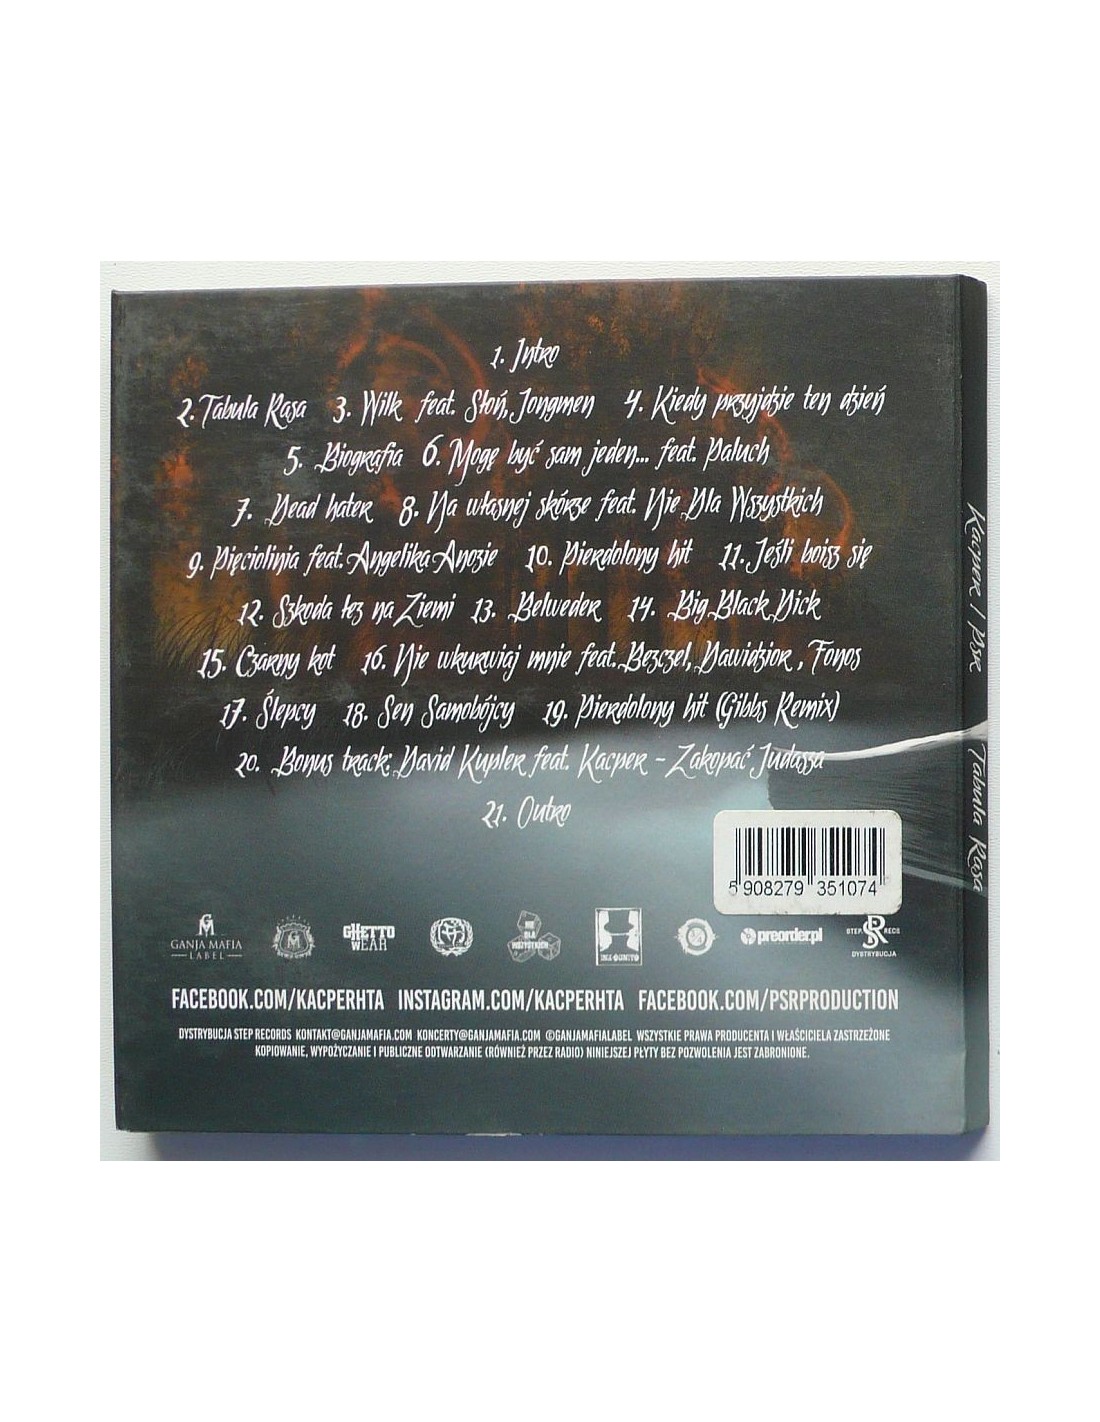 1. Intro
2. Tabula Rasa 3. Wilk feat. Słoń, Jongmen 4. Kiedy przyjdzie ten dzień
5. Biografia 6. Mogę być sam jeden... feat. Paluch
7. Dead hater 8. Na własnej skórze feat. Nie Dla Wszystkich
9. Pięciolinia feat. Angelika Anozie 10. Pierdolony hit 11. Jeśli boisz się
12. Szkoda łez na Ziemi 13. Belweder 14. Big Black Dick
15. Czarny kot 16. Nie wkurwiaj mnie feat. Bezczel, Dawidzior, Fonos
17. Ślepcy 18. Sen Samobójcy 19. Pierdolony hit (Gibbs Remix)
20. Bonus track: David Kupler feat. Kacper - Zakopać Judasza
21. Outro
5 908279 351074
GM GANJA MAFIA LABEL
GM
GHETTO WEAR
NIE DLA WSZYSTKICH
preorder.pl
STEP SR RECS DYSTRYBUCJA
FACEBOOK.COM/KACPERHTA INSTAGRAM.COM/KACPERHTA FACEBOOK.COM/PSRPRODUCTION
DYSTRYBUCJA STEP RECORDS KONTAKT@GANJAMAFIA.COM KONCERTY@GANJAMAFIA.COM ©GANJAMAFIALABEL WSZYSTKIE PRAWA PRODUCENTA I WŁAŚCICIELA ZASTRZEŻONE
KOPIOWANIE, WYPOŻYCZANIE I PUBLICZNE ODTWARZANIE (RÓWNIEŻ PRZEZ RADIO) NINIEJSZEJ PŁYTY BEZ POZWOLENIA JEST ZABRONIONE.
Kacper / Psr Tabula Rasa